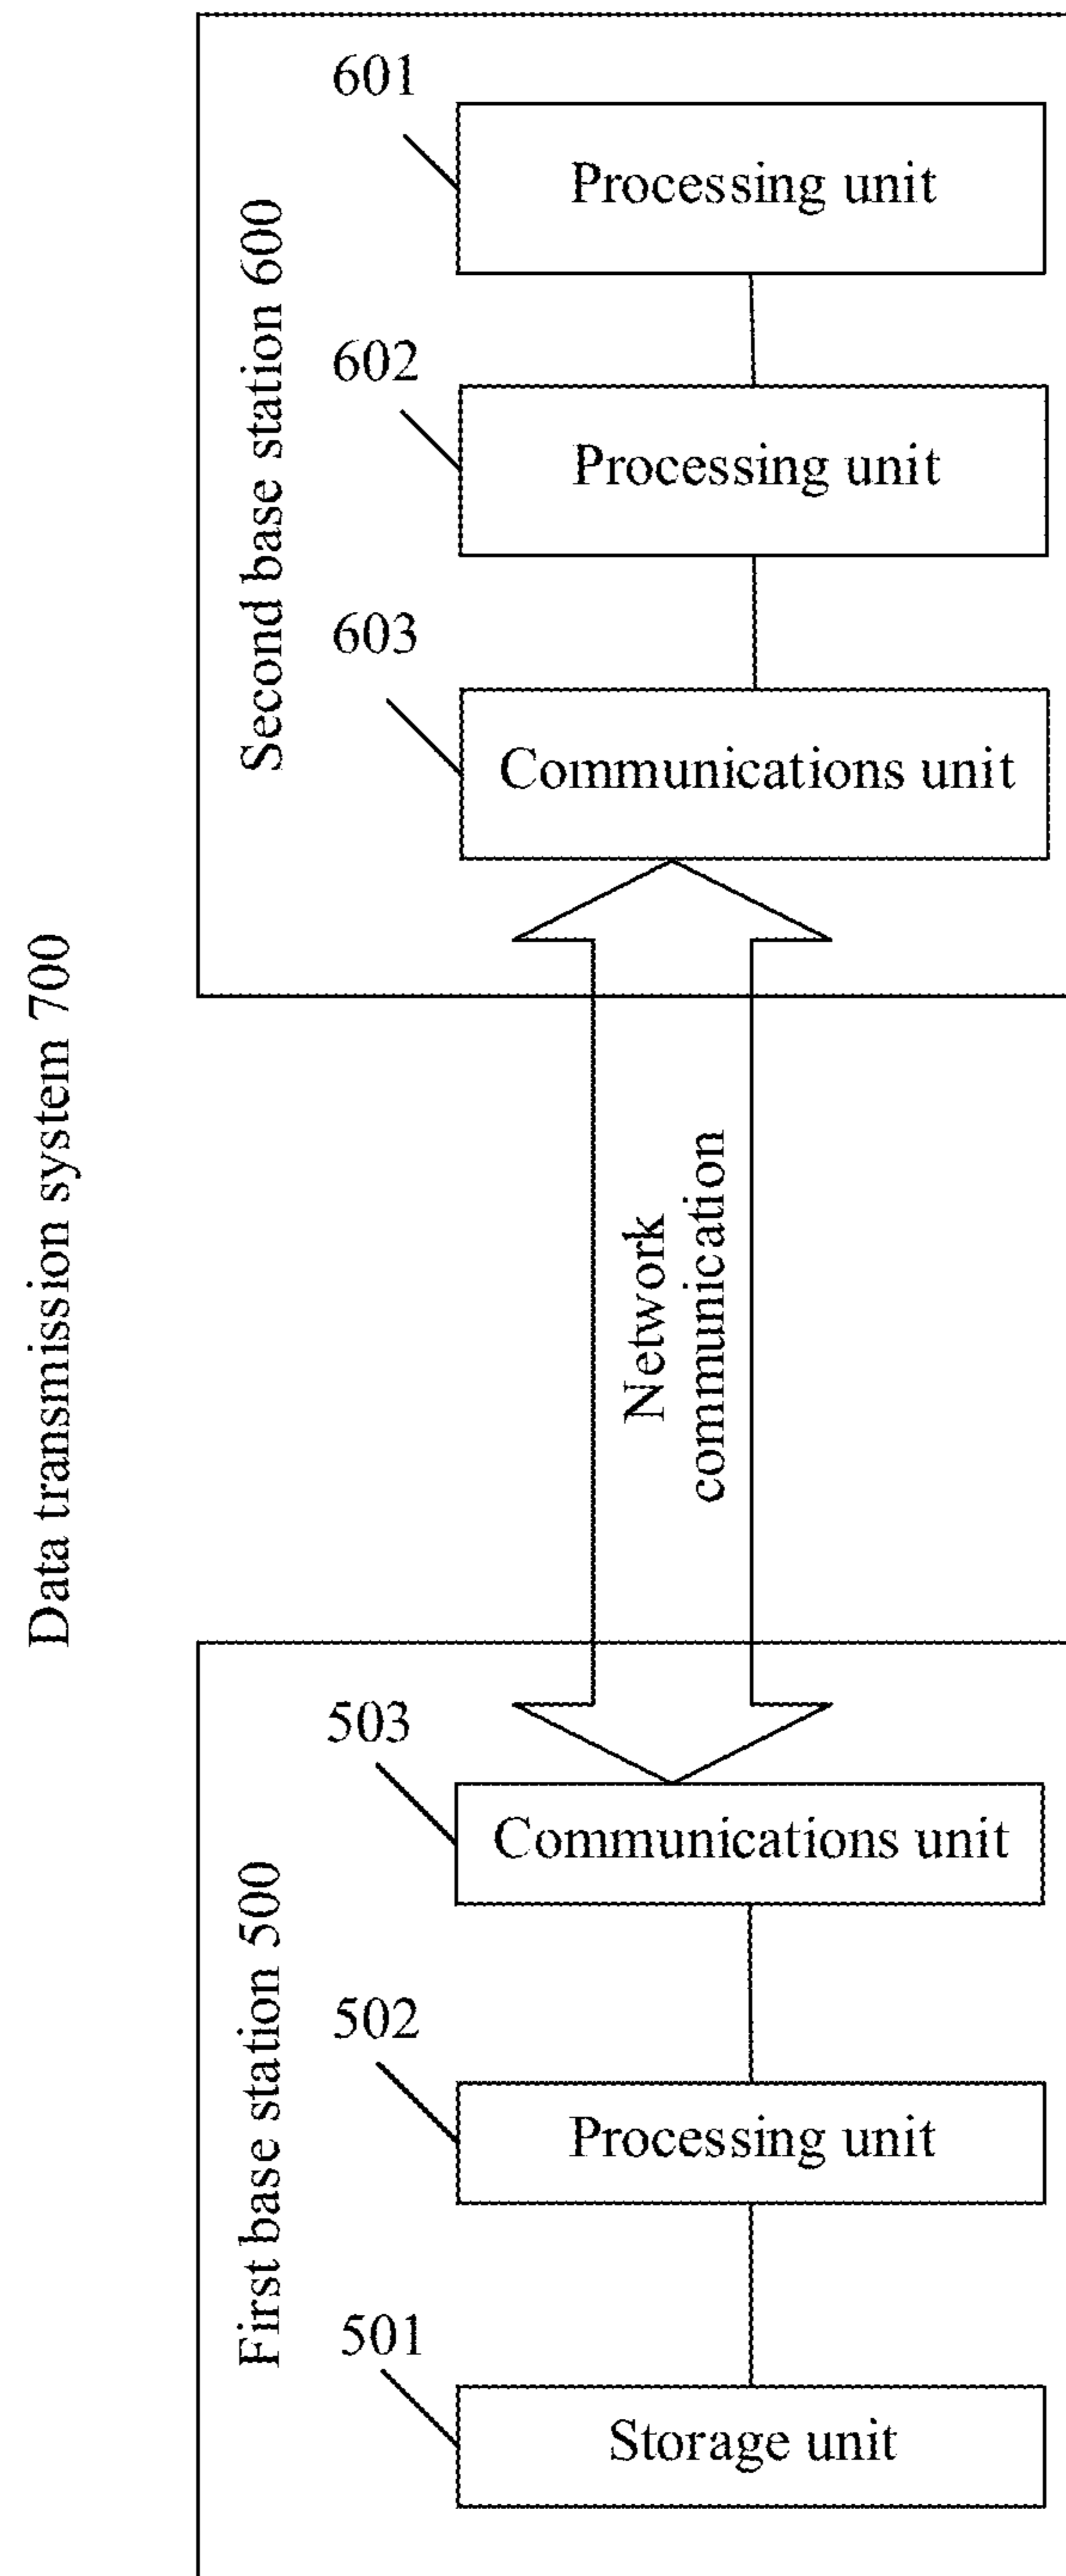 Data transmission system 700
Second base station 600
601
Processing unit
602
Processing unit
603
Communications unit
Network
communication
First base station 500
503
Communications unit
502
Processing unit
501
Storage unit